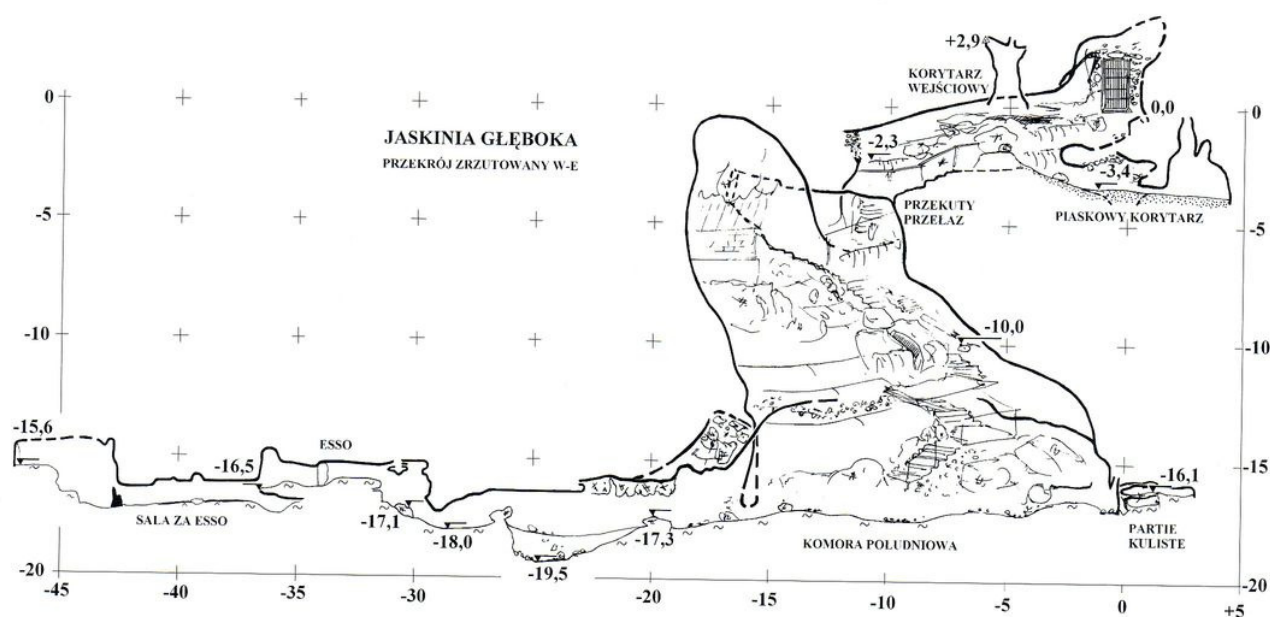 +2,9
KORYTARZ
WEJŚCIOWY
0
0,0
0
JASKINIA GŁĘBOKA
PRZEKRÓJ ZRZUTOWANY W-E
-2,3
-3,4
PRZEKUTY
PRZEŁAZ
PIASKOWY KORYTARZ
-5
-5
-10,0
-10
-10
-15,6
ESSO
-16,5
-15
-16,1
SALA ZA ESSO
-17,1
-18,0
-17,3
KOMORA POŁUDNIOWA
PARTIE
KULISTE
-19,5
-20
-20
-45
-40
-35
-30
-20
-15
-10
-5
0
+5